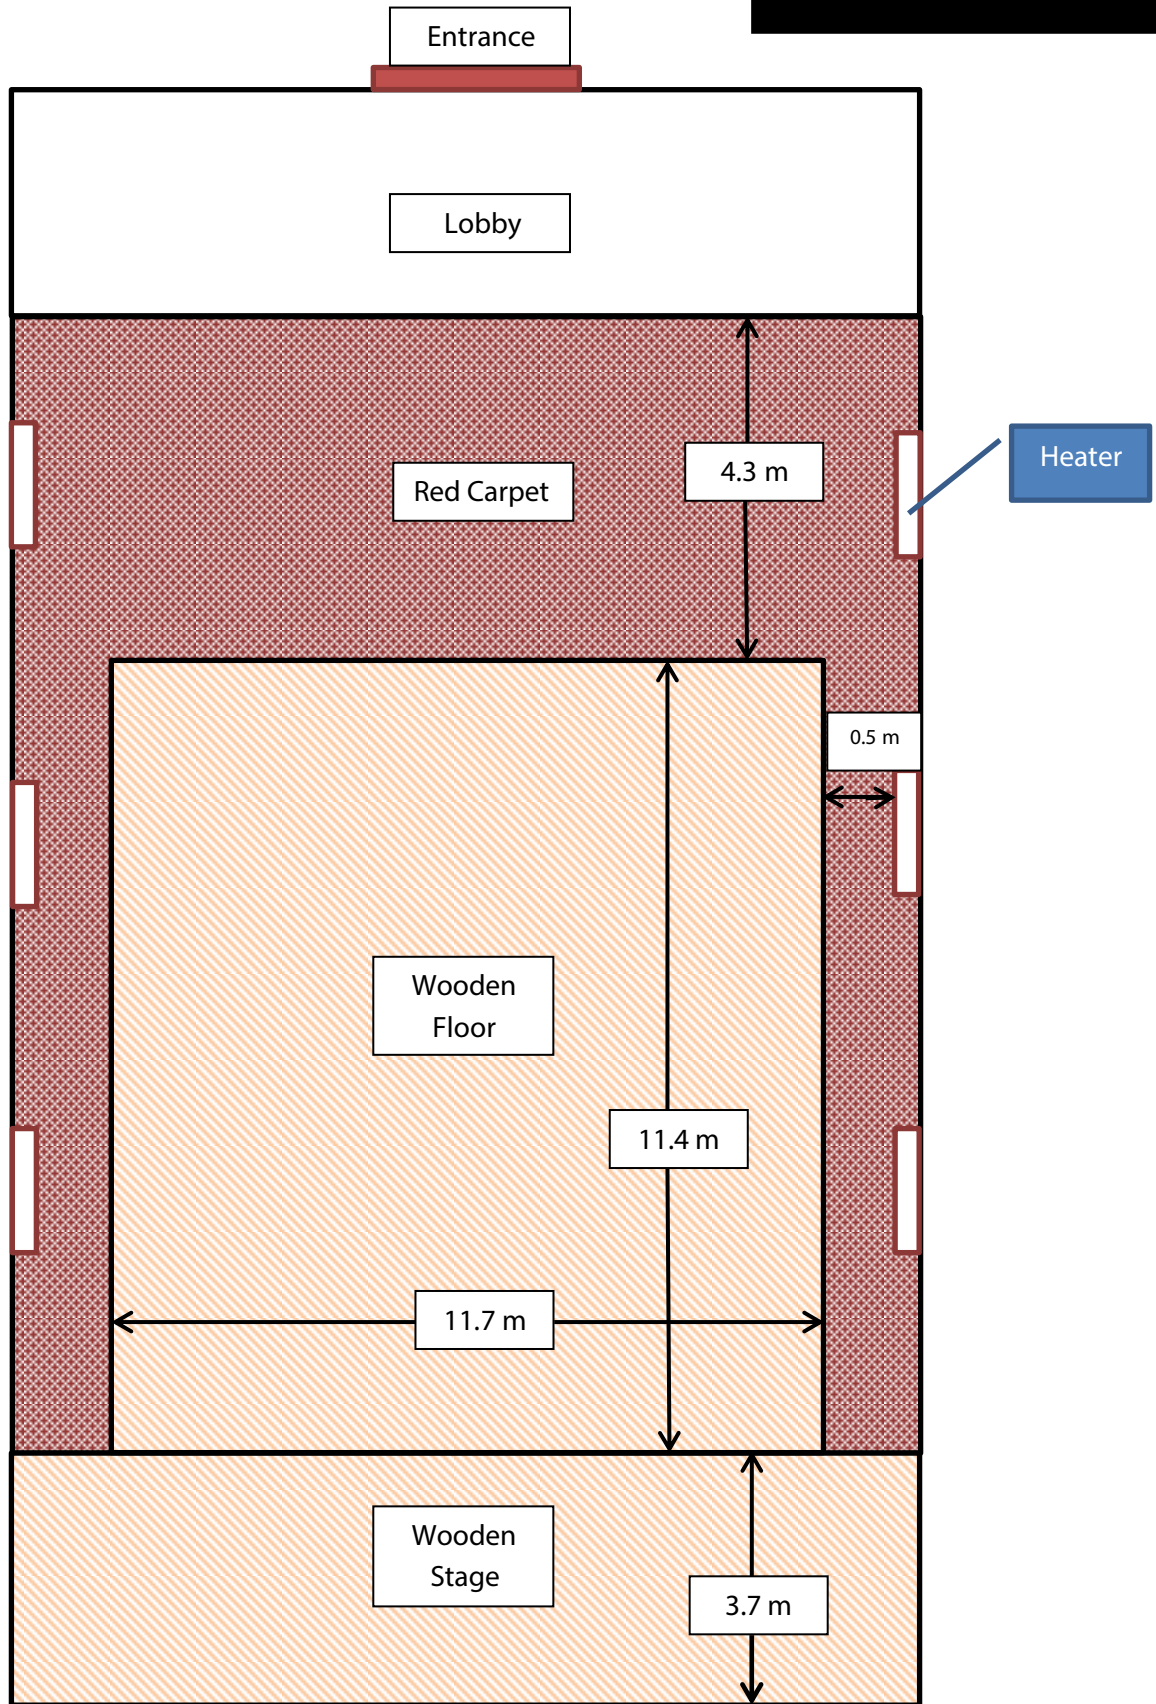 Entrance
Lobby
Red Carpet
4.3 m
Heater
0.5 m
Wooden
Floor
11.4 m
11.7 m
Wooden
Stage
3.7 m